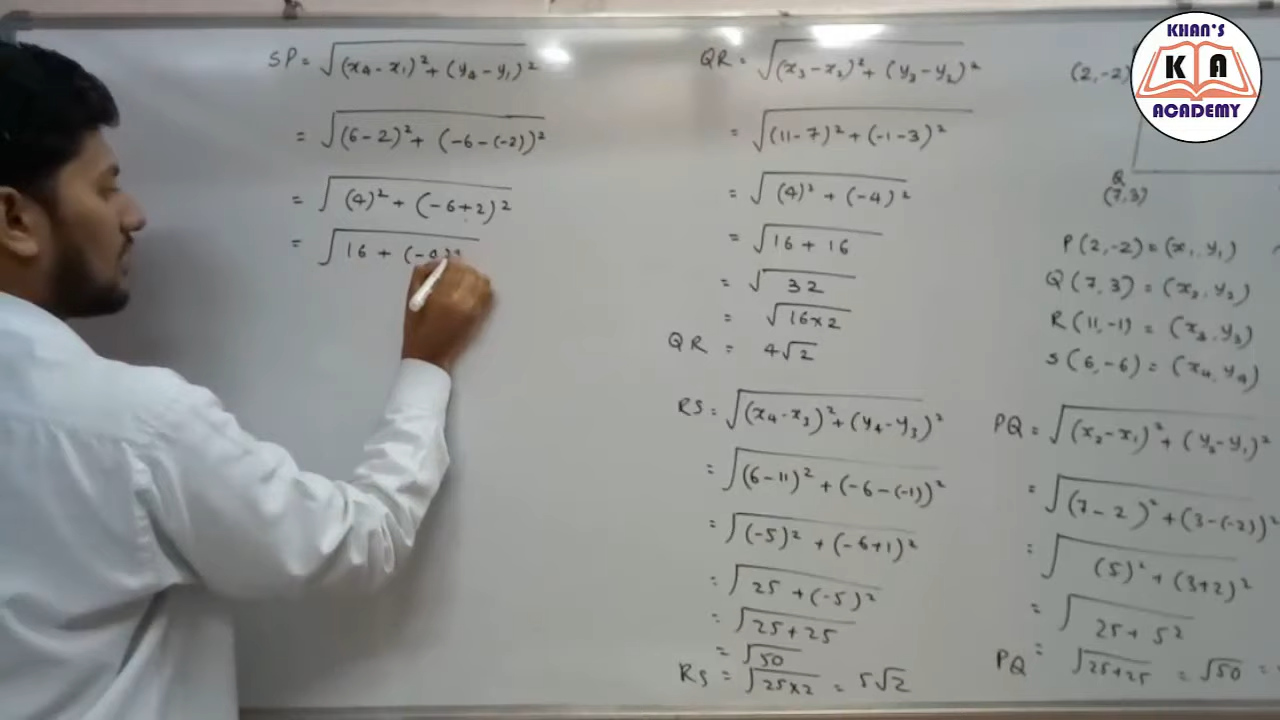 SP = √(x₄ - x₁)² + (y₄ - y₁)²
= √(6 - 2)² + (-6 - (-2))²
= √(4)² + (-6+2)²
= √16 + (-4)²
QR = √(x₃ - x₂)² + (y₃ - y₂)²
= √(11 - 7)² + (-1 - 3)²
= √(4)² + (-4)²
= √16 + 16
= √32
= √16×2
QR = 4√2
RS = √(x₄ - x₃)² + (y₄ - y₃)²
= √(6 - 11)² + (-6 - (-1))²
= √(-5)² + (-6+1)²
= √25 + (-5)²
= √25 + 25
= √50
RS = √25×2 = 5√2
KHAN'S
K A
ACADEMY
(2,-2)
Q
(7,3)
P(2,-2) = (x₁, y₁)
Q(7,3) = (x₂, y₂)
R(11,-1) = (x₃, y₃)
S(6,-6) = (x₄, y₄)
PQ = √(x₂ - x₁)² + (y₂ - y₁)²
= √(7 - 2)² + (3 - (-2))²
= √(5)² + (3+2)²
= √25 + 5²
PQ = √25+25 = √50 =